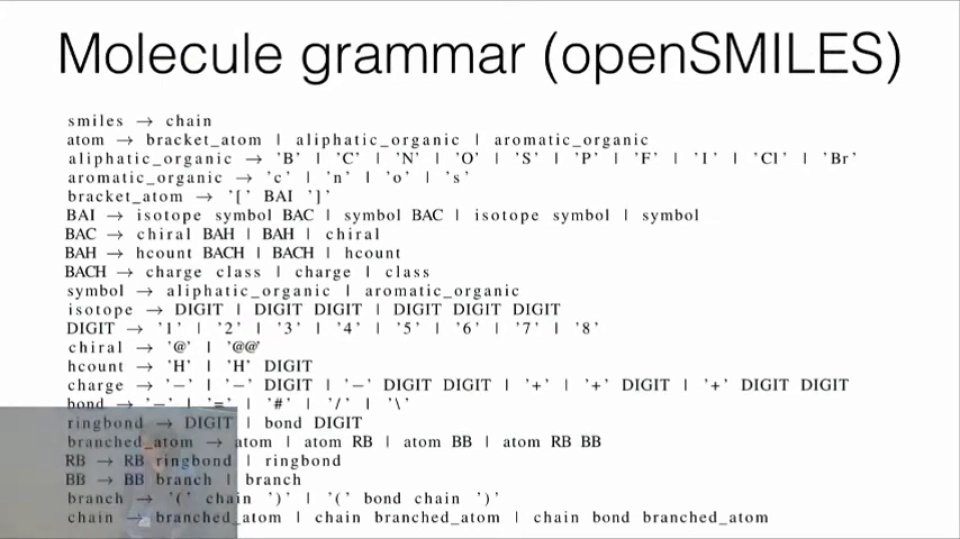 Molecule grammar (openSMILES)
smiles → chain
atom → bracket_atom | aliphatic_organic | aromatic_organic
aliphatic_organic → 'B' | 'C' | 'N' | 'O' | 'S' | 'P' | 'F' | 'I' | 'Cl' | 'Br'
aromatic_organic → 'c' | 'n' | 'o' | 's'
bracket_atom → '[' BAI ']'
BAI → isotope symbol BAC | symbol BAC | isotope symbol | symbol
BAC → chiral BAH | BAH | chiral
BAH → hcount BACH | BACH | hcount
BACH → charge class | charge | class
symbol → aliphatic_organic | aromatic_organic
isotope → DIGIT | DIGIT DIGIT | DIGIT DIGIT DIGIT
DIGIT → '1' | '2' | '3' | '4' | '5' | '6' | '7' | '8'
chiral → '@' | '@@'
hcount → 'H' | 'H' DIGIT
charge → '−' | '−' DIGIT | '−' DIGIT DIGIT | '+' | '+' DIGIT | '+' DIGIT DIGIT
bond → '−' | '=' | '#' | '/' | '\'
ringbond → DIGIT | bond DIGIT
branched_atom → atom | atom RB | atom BB | atom RB BB
RB → RB ringbond | ringbond
BB → BB branch | branch
branch → '(' chain ')' | '(' bond chain ')'
chain → branched_atom | chain branched_atom | chain bond branched_atom